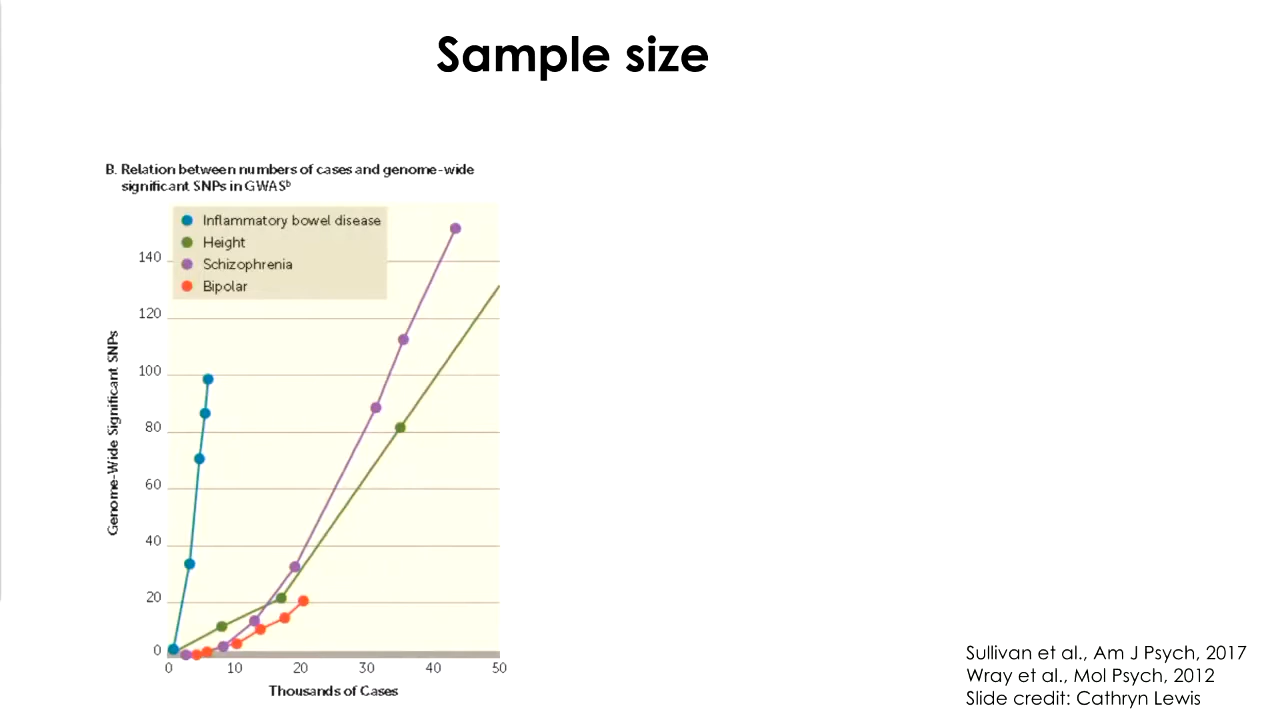 Sample size
B. Relation between numbers of cases and genome-wide
significant SNPs in GWASᵇ
Inflammatory bowel disease
Height
Schizophrenia
Bipolar
Genome-Wide Significant SNPs
140
120
100
80
60
40
20
0
0 10 20 30 40 50
Thousands of Cases
Sullivan et al., Am J Psych, 2017
Wray et al., Mol Psych, 2012
Slide credit: Cathryn Lewis